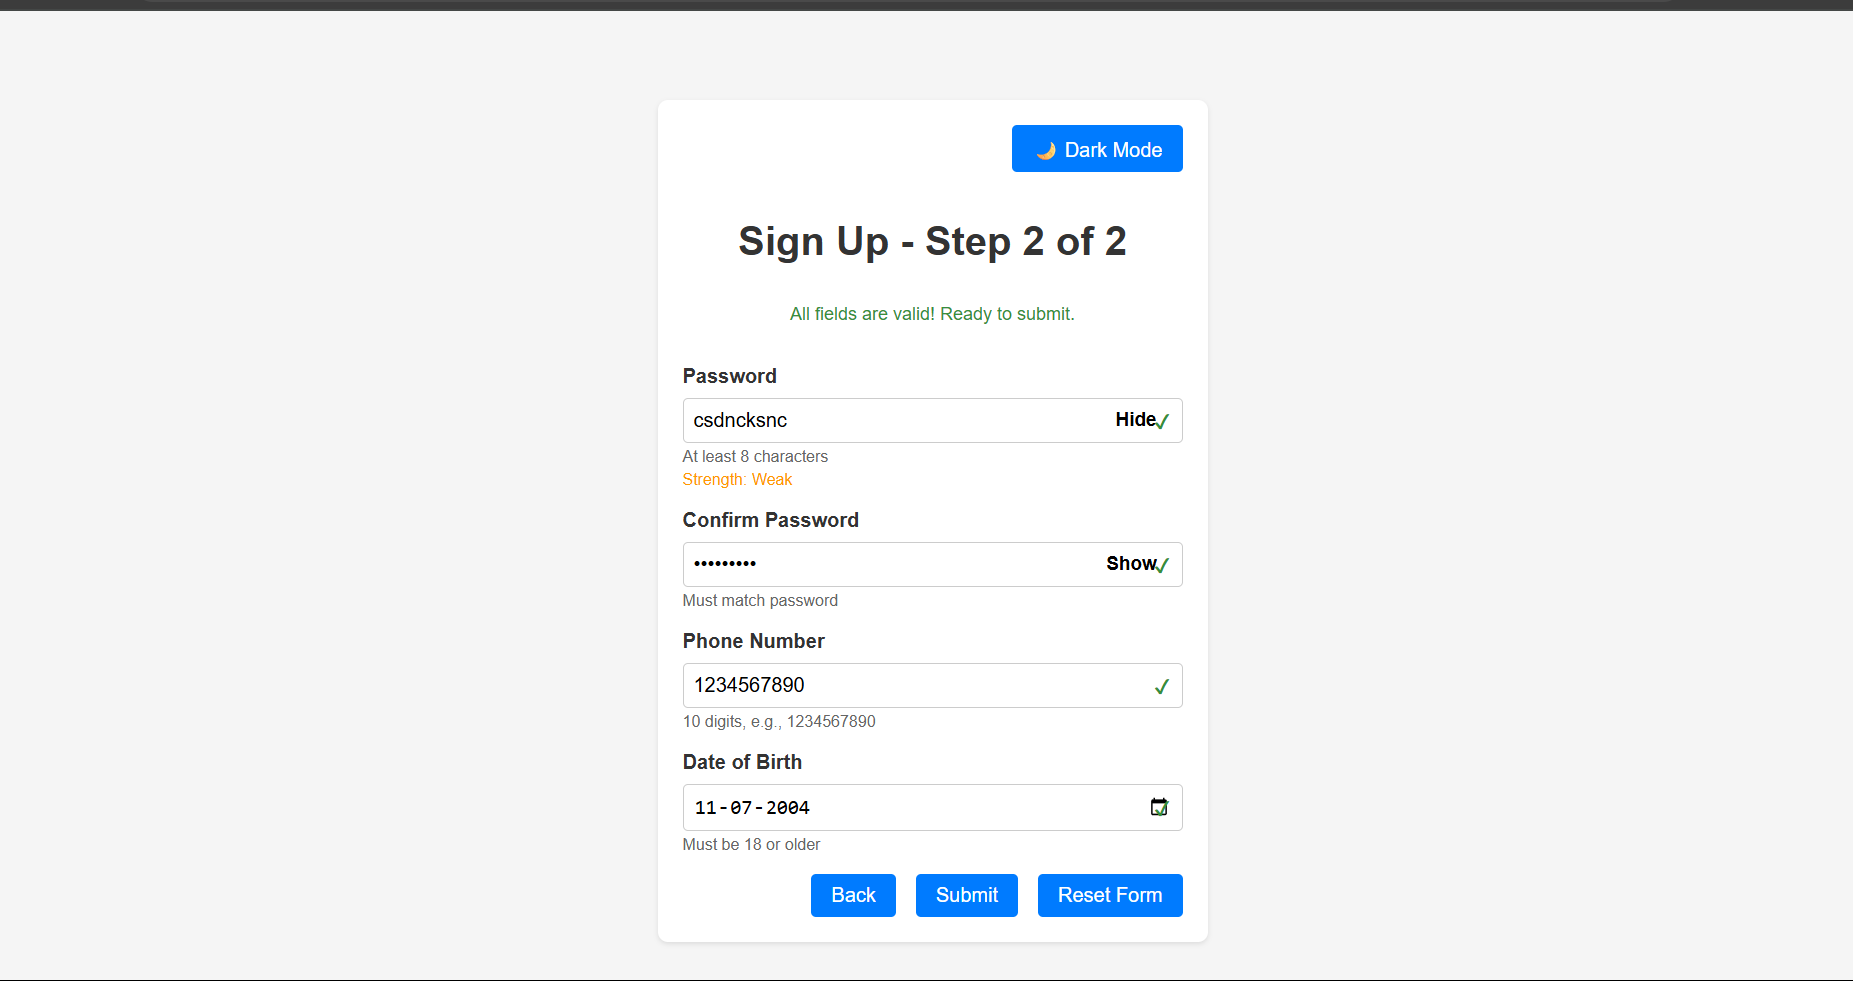 🌙 Dark Mode
Sign Up - Step 2 of 2
All fields are valid! Ready to submit.
Password
csdncksnc Hide✓
At least 8 characters
Strength: Weak
Confirm Password
••••••••• Show✓
Must match password
Phone Number
1234567890 ✓
10 digits, e.g., 1234567890
Date of Birth
11-07-2004 ✓
Must be 18 or older
Back Submit Reset Form